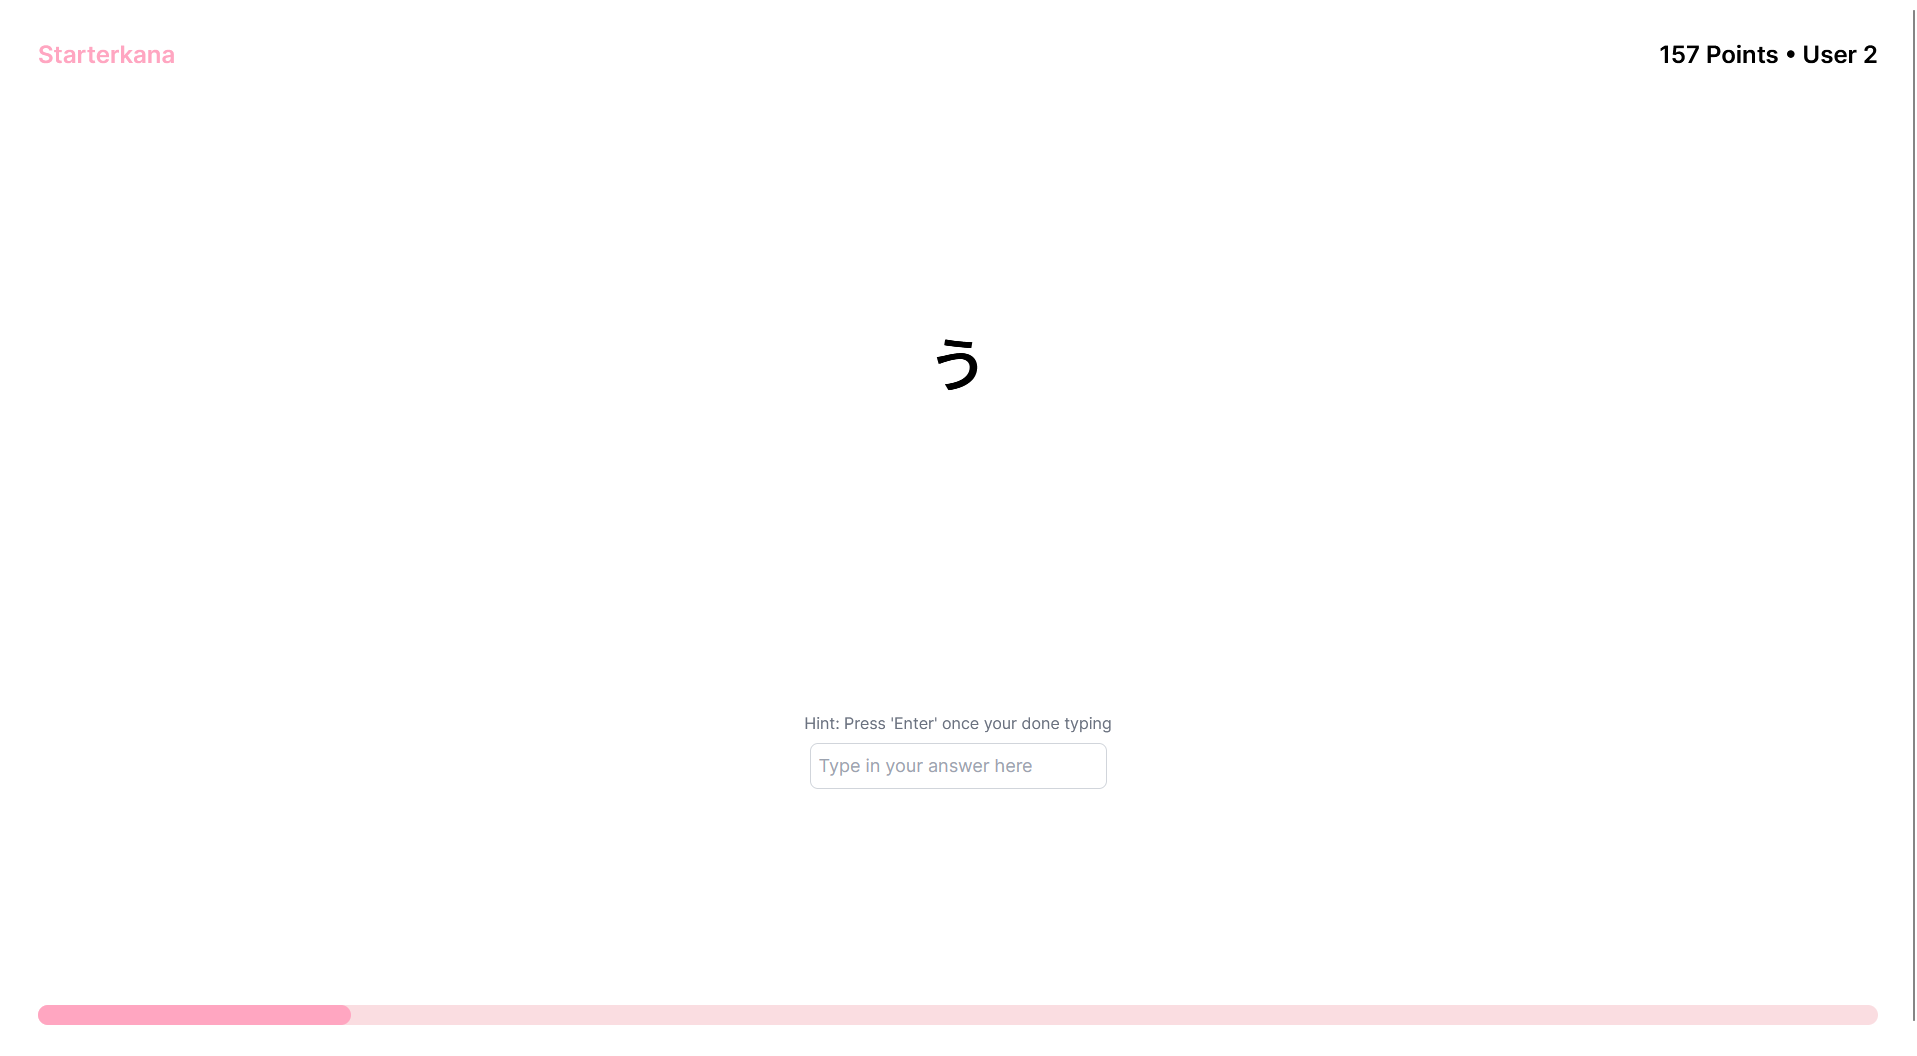 Starterkana
157 Points • User 2
う
Hint: Press 'Enter' once your done typing
Type in your answer here